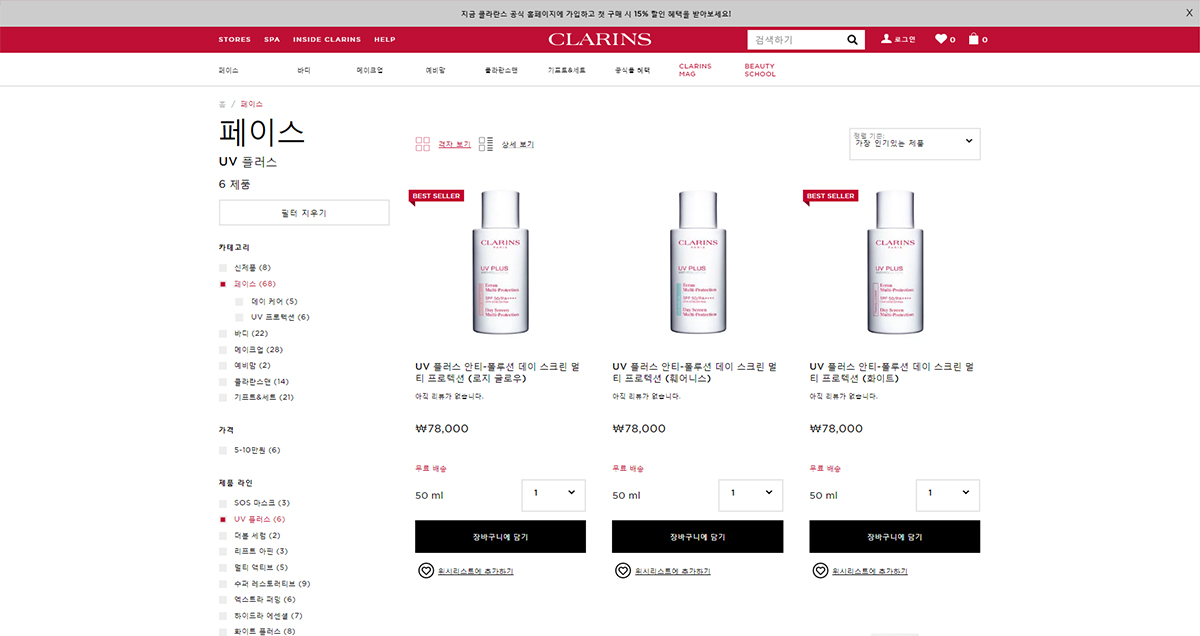 지금 클라란스 공식 홈페이지에 가입하고 첫 구매 시 15% 할인 혜택을 받아보세요!
X
STORES SPA INSIDE CLARINS HELP
CLARINS
검색하기
로그인
0
0
페이스 바디 메이크업 예비맘 클라란스맨 기프트&세트 공식몰 혜택
CLARINS
MAG
BEAUTY
SCHOOL
홈 / 페이스
페이스
UV 플러스
6 제품
필터 지우기
카테고리
신제품 (8)
페이스 (68)
데이 케어 (5)
UV 프로텍션 (6)
바디 (22)
메이크업 (28)
예비맘 (2)
클라란스맨 (14)
기프트&세트 (21)
가격
5-10만원 (6)
제품 라인
SOS 마스크 (3)
UV 플러스 (6)
더블 세럼 (2)
리프트 아핀 (3)
멀티 액티브 (5)
수퍼 레스토러티브 (9)
엑스트라 퍼밍 (6)
하이드라 에센셜 (7)
화이트 플러스 (8)
격자 보기
상세 보기
정렬 기준:
가장 인기있는 제품
BEST SELLER
CLARINS
PARIS
UV PLUS
Ecran
Multi-Protection
SPF 50/PA++++
Day Screen
Multi-Protection
UV 플러스 안티-폴루션 데이 스크린 멀
티 프로텍션 (로지 글로우)
아직 리뷰가 없습니다.
₩78,000
무료 배송
50 ml
1
장바구니에 담기
위시리스트에 추가하기
CLARINS
PARIS
UV PLUS
Ecran
Multi-Protection
SPF 50/PA++++
Day Screen
Multi-Protection
UV 플러스 안티-폴루션 데이 스크린 멀
티 프로텍션 (훼어니스)
아직 리뷰가 없습니다.
₩78,000
무료 배송
50 ml
1
장바구니에 담기
위시리스트에 추가하기
BEST SELLER
CLARINS
PARIS
UV PLUS
Ecran
Multi-Protection
SPF 50/PA++++
Day Screen
Multi-Protection
UV 플러스 안티-폴루션 데이 스크린 멀
티 프로텍션 (화이트)
아직 리뷰가 없습니다.
₩78,000
무료 배송
50 ml
1
장바구니에 담기
위시리스트에 추가하기